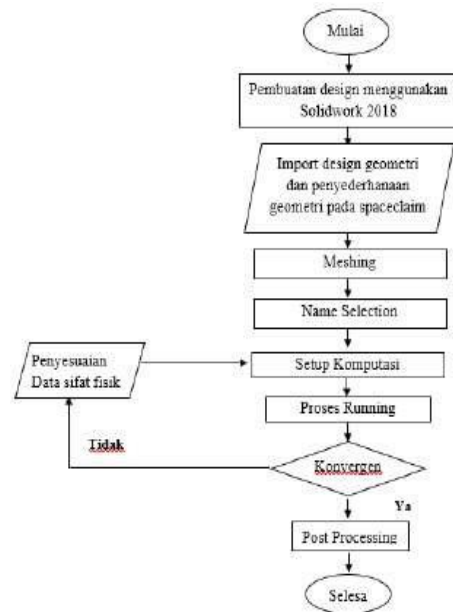 Mulai
Pembuatan design menggunakan
Solidwork 2018
Import design geometri
dan penyederhanaan
geometri pada spaceclaim
Meshing
Name Selection
Penyesuaian
Data sifat fisik
Setup Komputasi
Proses Running
Tidak
Konvergen
Ya
Post Processing
Selesa